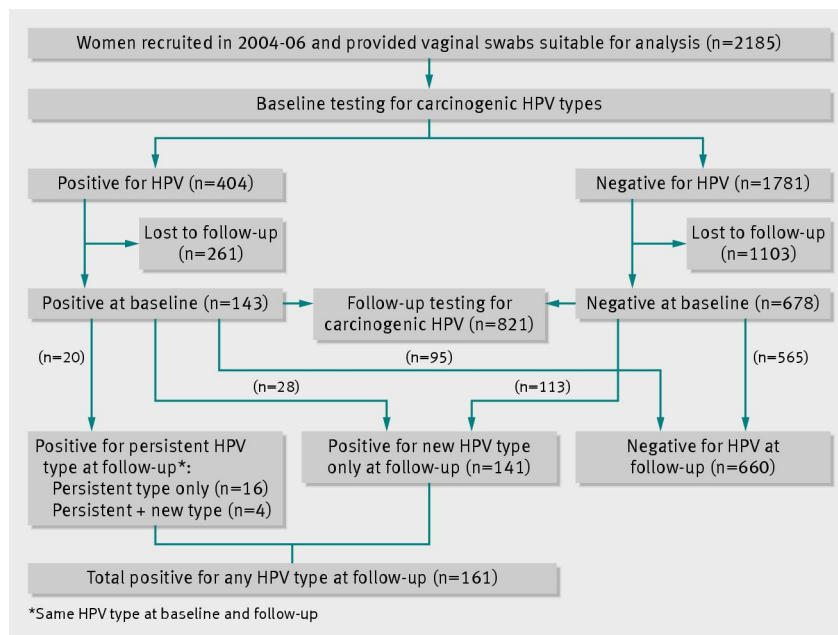 Women recruited in 2004-06 and provided vaginal swabs suitable for analysis (n=2185)
Baseline testing for carcinogenic HPV types
Positive for HPV (n=404)
Negative for HPV (n=1781)
Lost to follow-up
(n=261)
Lost to follow-up
(n=1103)
Positive at baseline (n=143)
Follow-up testing for
carcinogenic HPV (n=821)
Negative at baseline (n=678)
(n=20)
(n=95)
(n=565)
(n=28)
(n=113)
Positive for persistent HPV
type at follow-up*:
Persistent type only (n=16)
Persistent + new type (n=4)
Positive for new HPV type
only at follow-up (n=141)
Negative for HPV at
follow-up (n=660)
Total positive for any HPV type at follow-up (n=161)
*Same HPV type at baseline and follow-up